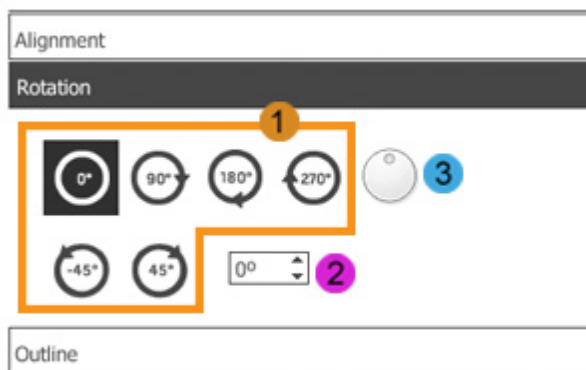 Alignment
Rotation
1
0° 90° 180° 270° 3
-45° 45° 0º 2
Outline